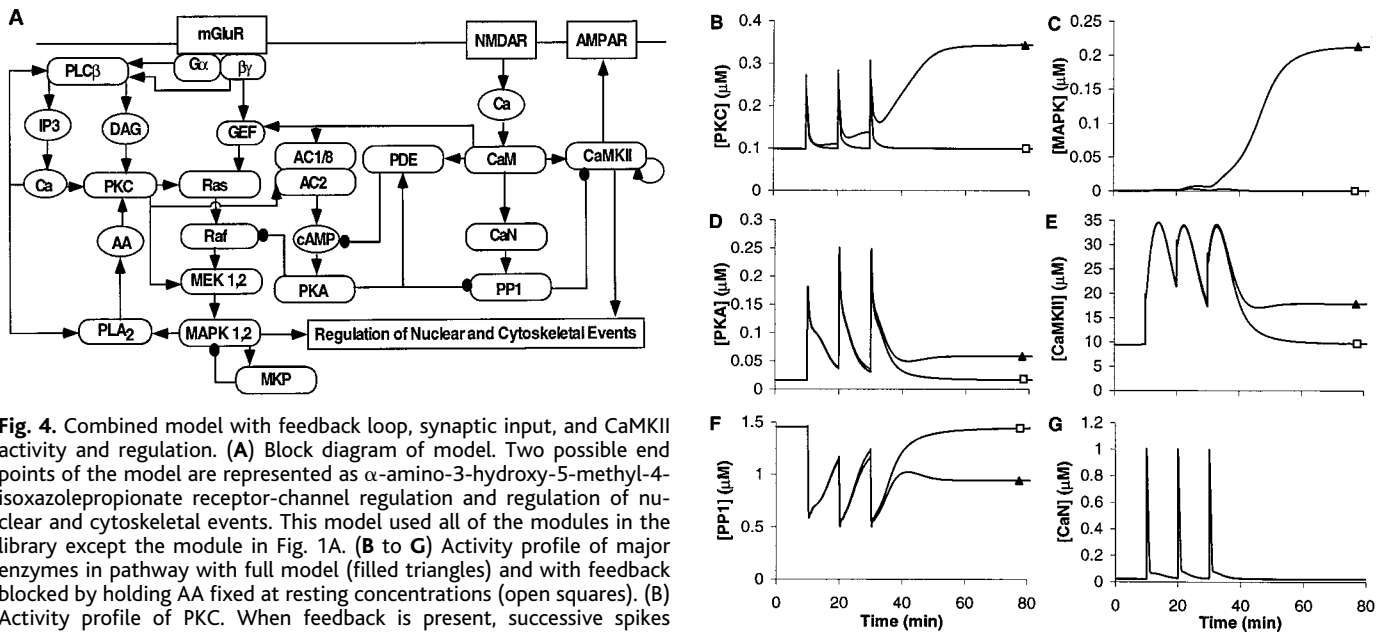 A
mGluR
Gα
βγ
NMDAR
AMPAR
PLCβ
Ca
IP3
DAG
GEF
AC1/8
AC2
PDE
CaM
CaMKII
Ca
PKC
Ras
AA
Raf
cAMP
CaN
MEK 1,2
PKA
PP1
PLA2
MAPK 1,2
Regulation of Nuclear and Cytoskeletal Events
MKP
Fig. 4. Combined model with feedback loop, synaptic input, and CaMKII
activity and regulation. (A) Block diagram of model. Two possible end
points of the model are represented as α-amino-3-hydroxy-5-methyl-4-
isoxazolepropionate receptor-channel regulation and regulation of nu-
clear and cytoskeletal events. This model used all of the modules in the
library except the module in Fig. 1A. (B to G) Activity profile of major
enzymes in pathway with full model (filled triangles) and with feedback
blocked by holding AA fixed at resting concentrations (open squares). (B)
Activity profile of PKC. When feedback is present, successive spikes
B
[PKC] (μM)
0.4
0.3
0.2
0.1
0
C
[MAPK] (μM)
0.25
0.2
0.15
0.1
0.05
0
D
[PKA] (μM)
0.3
0.25
0.2
0.15
0.1
0.05
0
E
[CaMKII] (μM)
35
30
25
20
15
10
5
0
F
[PP1] (μM)
1.5
1
0.5
0
0 20 40 60 80
Time (min)
G
[CaN] (μM)
1.2
1
0.8
0.6
0.4
0.2
0
0 20 40 60 80
Time (min)